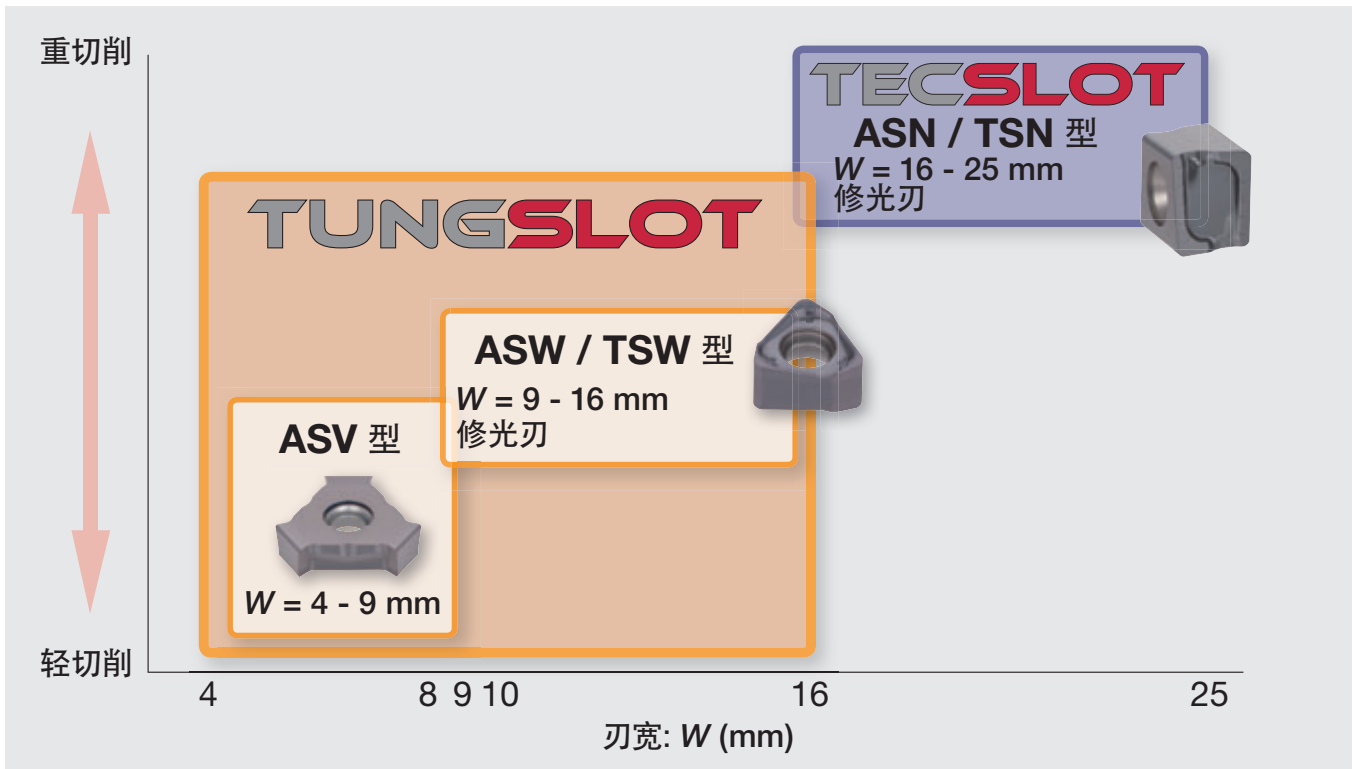 重切削
TECSLOT
ASN / TSN 型
W = 16 - 25 mm
修光刃
TUNGSLOT
ASW / TSW 型
W = 9 - 16 mm
修光刃
ASV 型
W = 4 - 9 mm
轻切削
4 8 9 10 16 25
刃宽: W (mm)